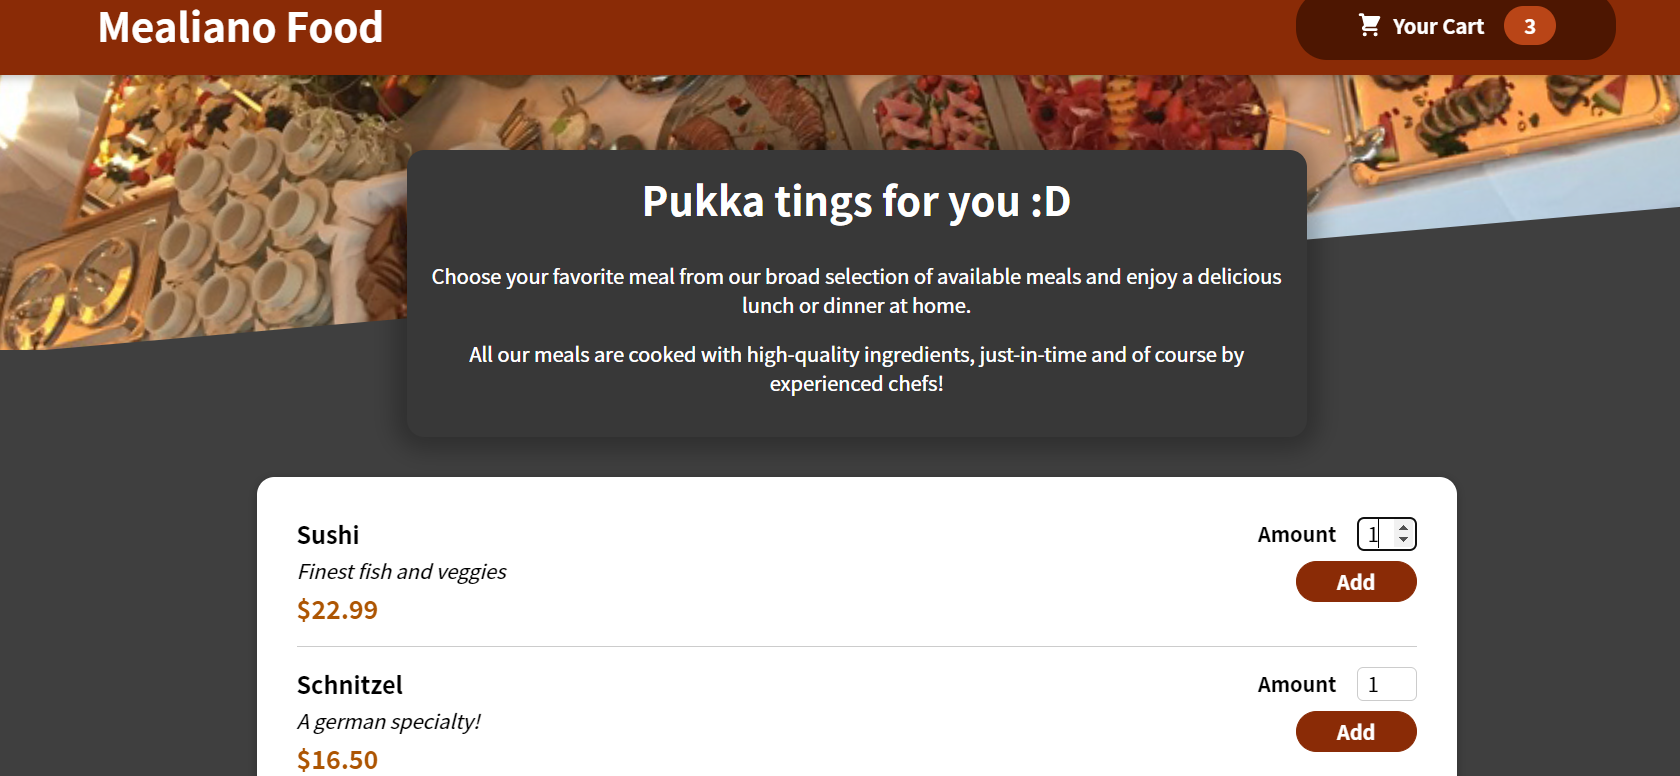 Mealiano Food
Your Cart 3
Pukka tings for you :D
Choose your favorite meal from our broad selection of available meals and enjoy a delicious
lunch or dinner at home.
All our meals are cooked with high-quality ingredients, just-in-time and of course by
experienced chefs!
Sushi
Amount 1
Finest fish and veggies
Add
$22.99
Schnitzel
Amount 1
A german specialty!
Add
$16.50